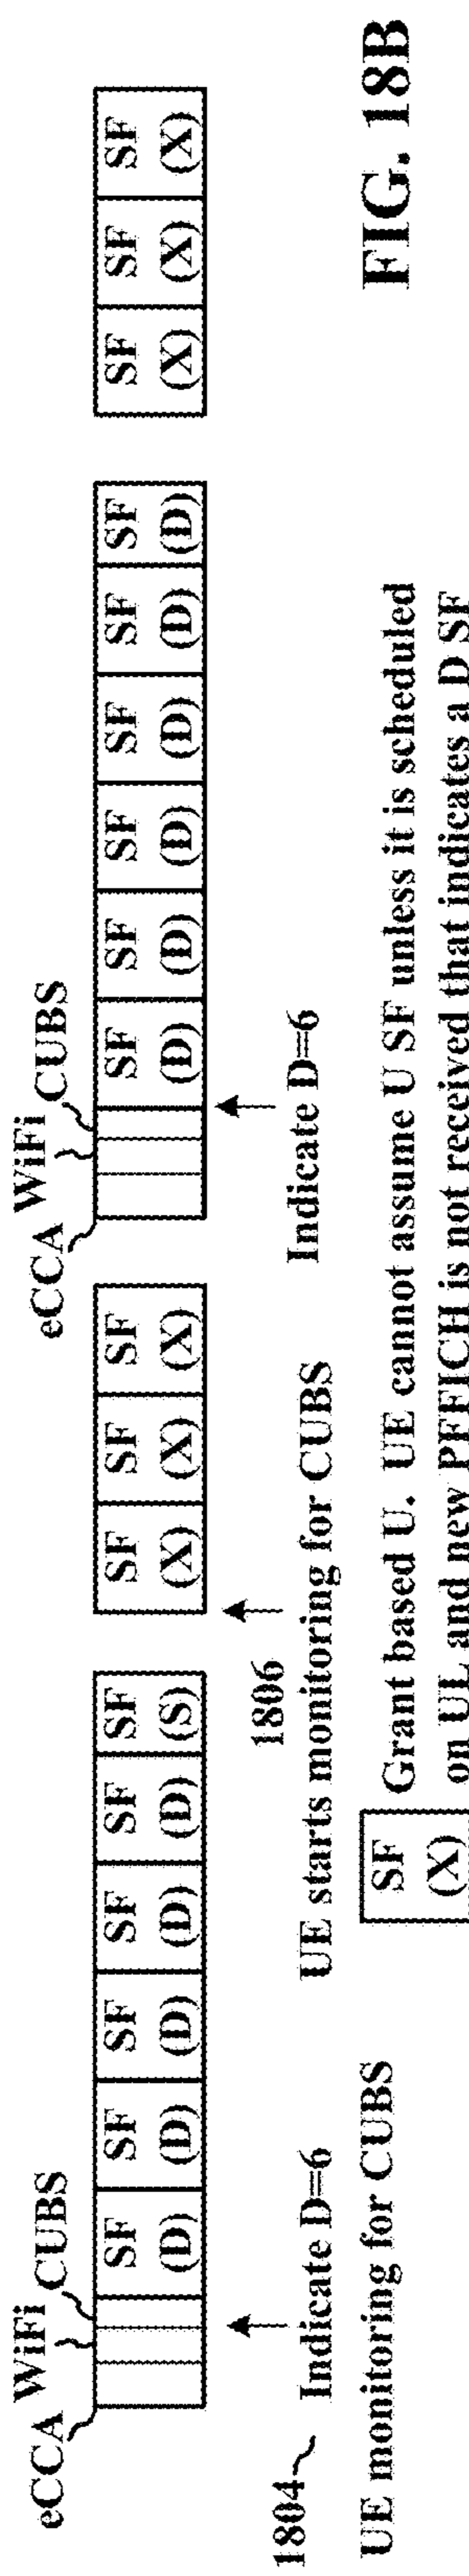 eCCA WiFi CUBS
eCCA WiFi CUBS
SF SF SF SF SF SF
(D) (D) (D) (D) (D) (S)
SF SF SF
(X) (X) (X)
SF SF SF SF SF SF
(D) (D) (D) (D) (D) (D)
SF SF SF
(X) (X) (X)
1804 Indicate D=6
UE monitoring for CUBS
1806
UE starts monitoring for CUBS
Indicate D=6
SF
(X)
Grant based U. UE cannot assume U SF unless it is scheduled
on UL and new PFFICH is not received that indicates a D SF
FIG. 18B